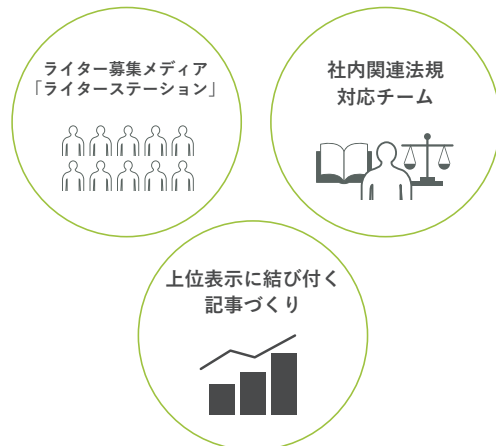 ライター募集メディア
「ライターステーション」
社内関連法規
対応チーム
上位表示に結び付く
記事づくり